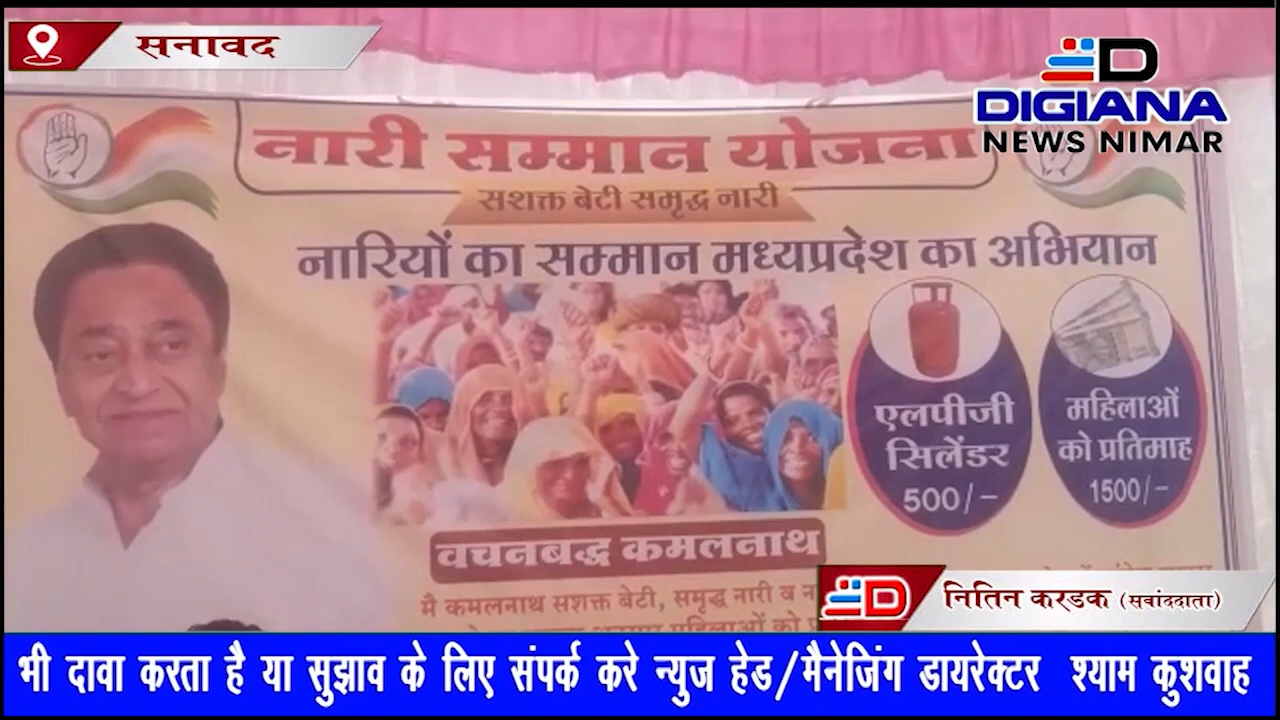 सनावद
DIGIANA
NEWS NIMAR
नारी सम्मान योजना
सशक्त बेटी समृद्ध नारी
नारियों का सम्मान मध्यप्रदेश का अभियान
एलपीजी
सिलेंडर
500/-
महिलाओं
को प्रतिमाह
1500/-
वचनबद्ध कमलनाथ
मै कमलनाथ सशक्त बेटी, समृद्ध नारी व
नितिन करडक (सवांददाता)
भी दावा करता है या सुझाव के लिए संपर्क करे न्युज हेड/मैनेजिंग डायरेक्टर श्याम कुशवाह